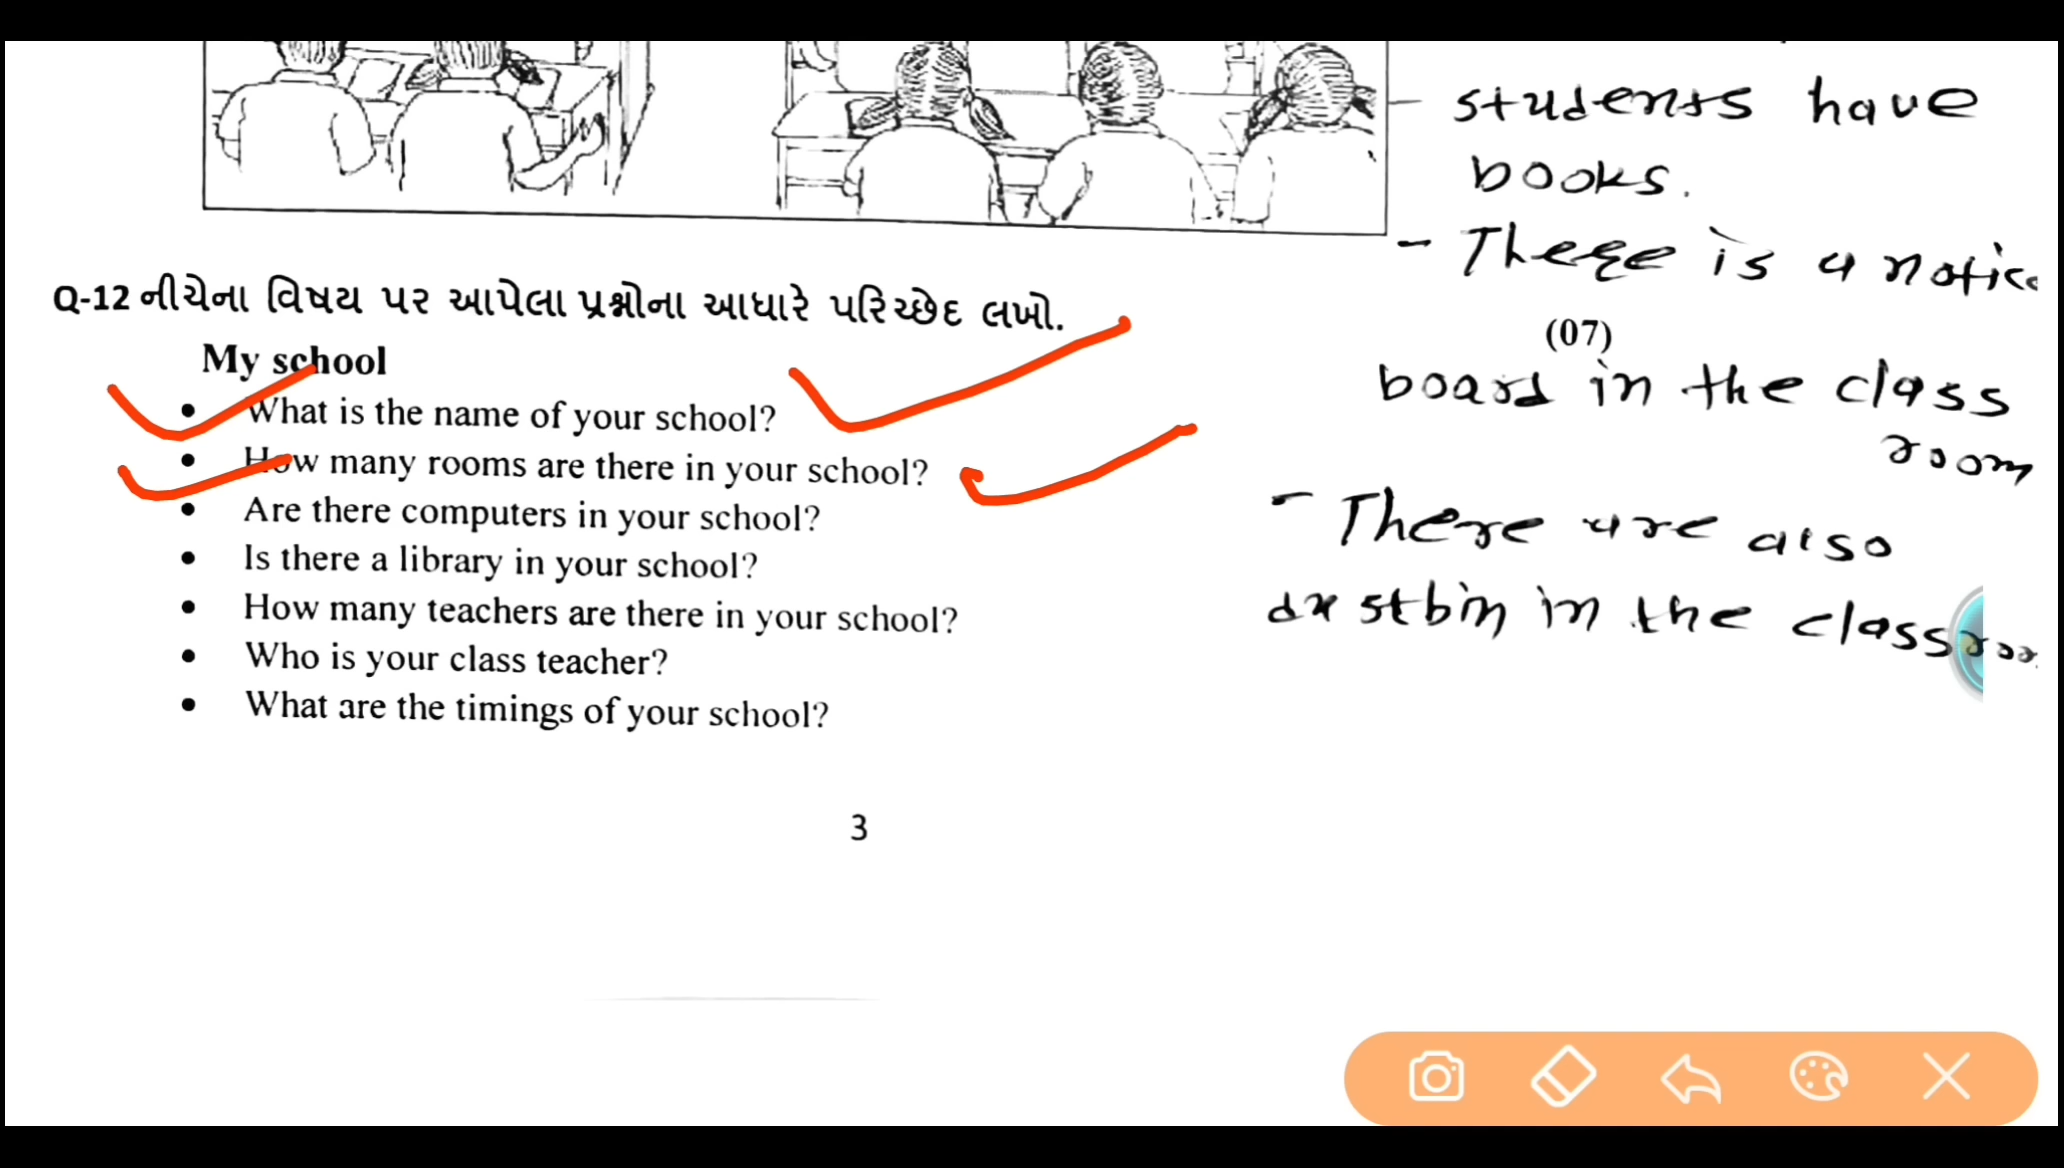 students have
books.
- There is a notice
Q-12 નીચેના વિષય પર આપેલા પ્રશ્નોના આધારે પરિચ્છેદ લખો.
(07)
My school
board in the class
room
• What is the name of your school?
• How many rooms are there in your school?
• Are there computers in your school?
• Is there a library in your school?
• How many teachers are there in your school?
• Who is your class teacher?
• What are the timings of your school?
- There are also
dustbin in the classroom
3